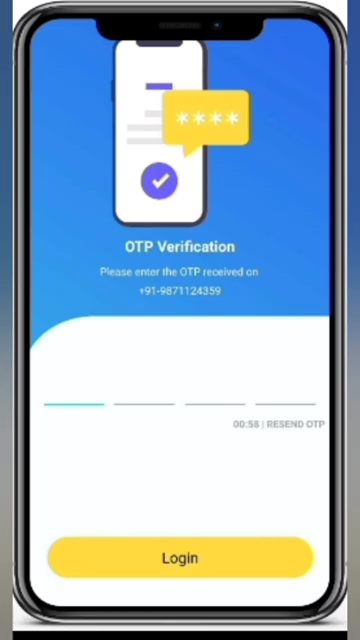 ****
OTP Verification
Please enter the OTP received on
+91-9871124359
00:58 | RESEND OTP
Login